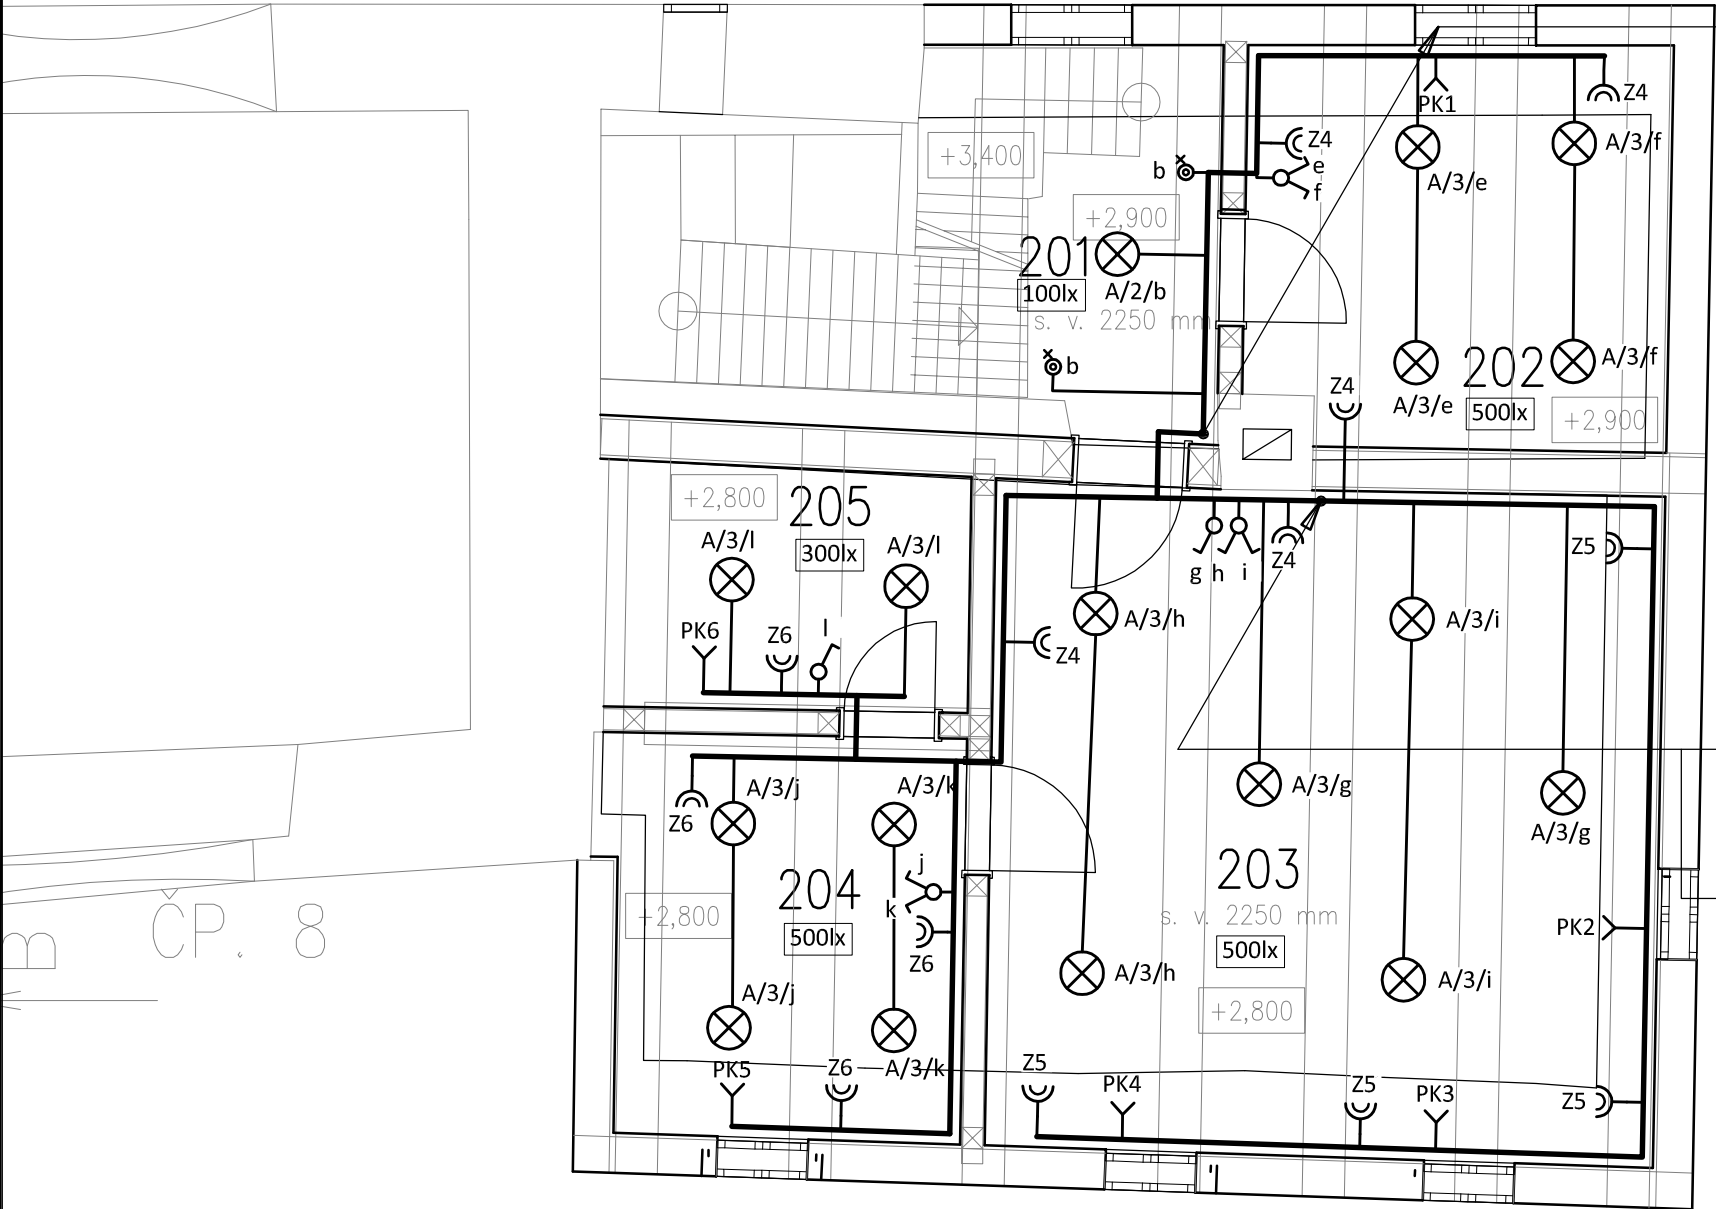 PK1
Z4
+3,400
Z4
e
f
b
A/3/f
A/3/e
+2,900
201
100lx
A/2/b
s. v. 2250 mm
b
Z4
202
500lx
A/3/f
A/3/e
+2,900
+2,800
205
300lx
A/3/l
A/3/l
g
h
i
Z4
Z5
PK6
Z6
l
A/3/h
Z4
A/3/i
A/3/j
A/3/k
Z6
A/3/g
A/3/g
204
500lx
+2,800
j
k
Z6
203
s. v. 2250 mm
500lx
PK2
A/3/h
A/3/i
+2,800
A/3/j
PK5
Z6
A/3/k
Z5
PK4
Z5
PK3
Z5
m
ČP. 8